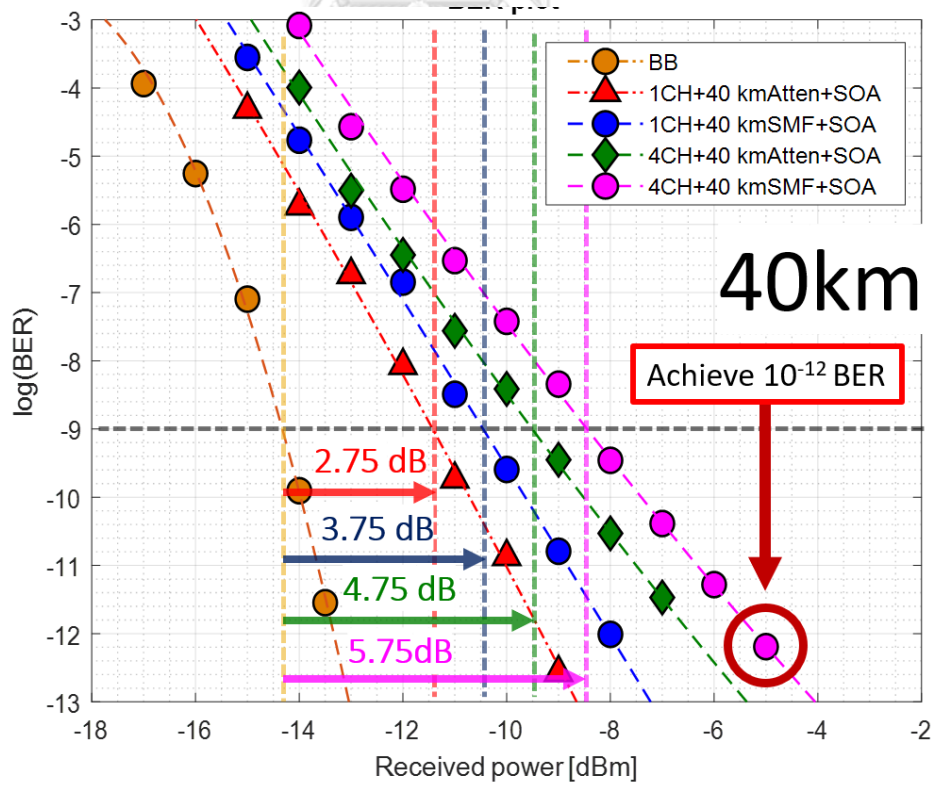 BER plot
-3
-4
-5
-6
-7
-8
-9
-10
-11
-12
-13
log(BER)
BB
1CH+40 kmAtten+SOA
1CH+40 kmSMF+SOA
4CH+40 kmAtten+SOA
4CH+40 kmSMF+SOA
40km
Achieve 10⁻¹² BER
2.75 dB
3.75 dB
4.75 dB
5.75dB
-18 -16 -14 -12 -10 -8 -6 -4 -2
Received power [dBm]